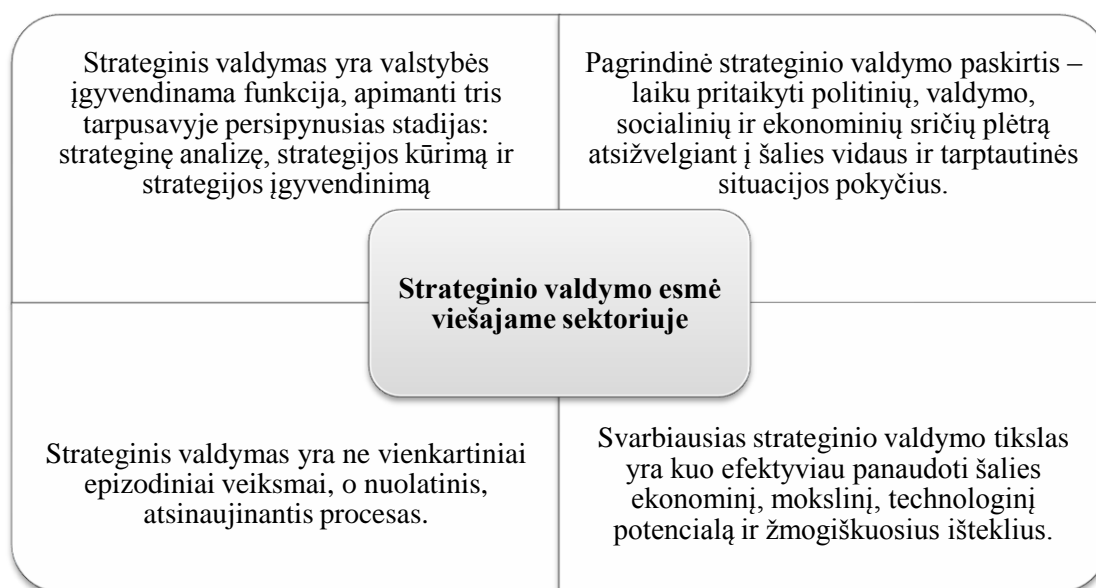 Strateginis valdymas yra valstybės
įgyvendinama funkcija, apimanti tris
tarpusavyje persipynusias stadijas:
strateginę analizę, strategijos kūrimą ir
strategijos įgyvendinimą
Pagrindinė strateginio valdymo paskirtis –
laiku pritaikyti politinių, valdymo,
socialinių ir ekonominių sričių plėtrą
atsižvelgiant į šalies vidaus ir tarptautinės
situacijos pokyčius.
Strateginio valdymo esmė
viešajame sektoriuje
Strateginis valdymas yra ne vienkartiniai
epizodiniai veiksmai, o nuolatinis,
atsinaujinantis procesas.
Svarbiausias strateginio valdymo tikslas
yra kuo efektyviau panaudoti šalies
ekonominį, mokslinį, technologinį
potencialą ir žmogiškuosius išteklius.